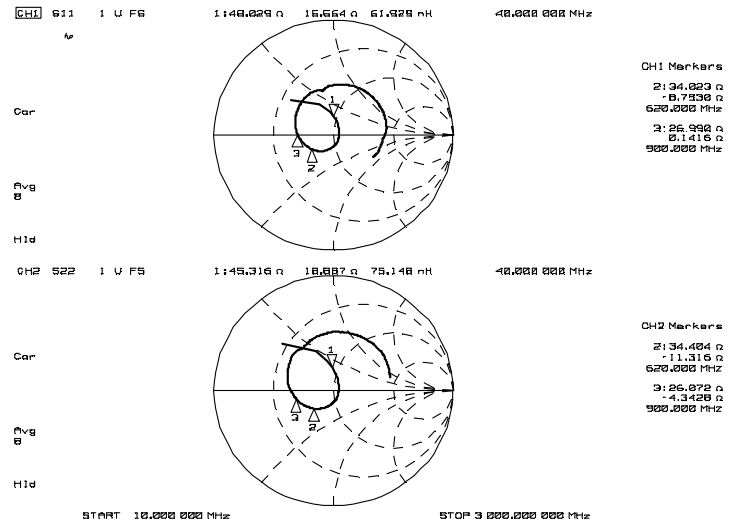 CH1 S11 1 U FS 1:48.029 Ω 15.564 Ω 61.929 nH 40.000 000 MHz
CH1 Markers
2:34.023 Ω
-8.7530 Ω
620.000 MHz
3:26.990 Ω
0.1416 Ω
900.000 MHz
Cor
Avg
8
Hld
1
3
2
CH2 S22 1 U FS 1:45.316 Ω 18.887 Ω 75.148 nH 40.000 000 MHz
CH2 Markers
2:34.404 Ω
-11.316 Ω
620.000 MHz
3:26.072 Ω
-4.3428 Ω
900.000 MHz
Cor
Avg
8
Hld
1
3
2
START 10.000 000 MHz STOP 3 000.000 000 MHz